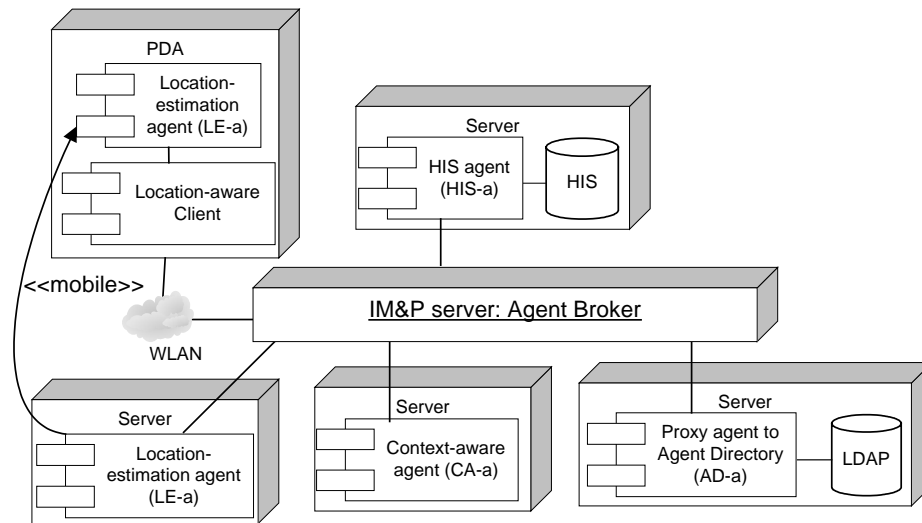 PDA
Location-
estimation
agent (LE-a)
Location-aware
Client
Server
HIS agent
(HIS-a)
HIS
<<mobile>>
IM&P server: Agent Broker
WLAN
Server
Location-
estimation agent
(LE-a)
Server
Context-aware
agent (CA-a)
Server
Proxy agent to
Agent Directory
(AD-a)
LDAP